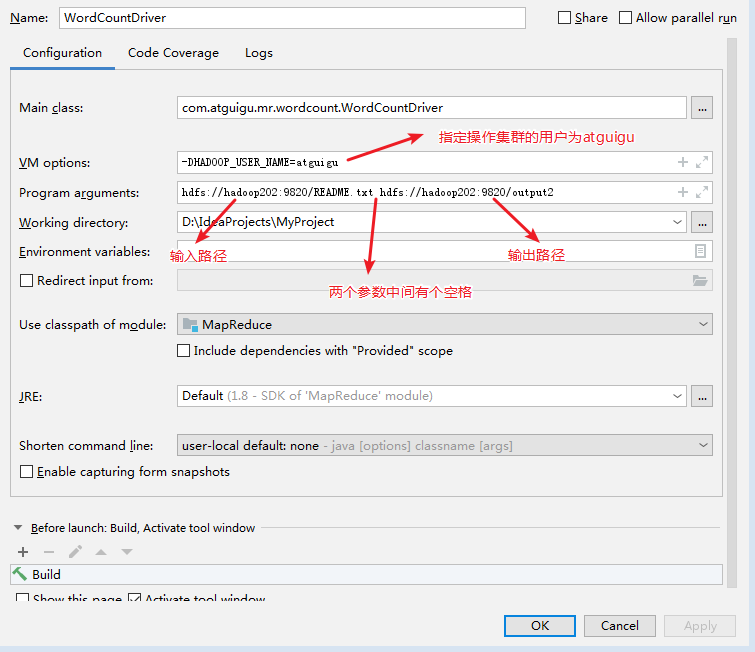 Name: WordCountDriver Share Allow parallel run
Configuration Code Coverage Logs
Main class: com.atguigu.mr.wordcount.WordCountDriver ...
指定操作集群的用户为atguigu
VM options: -DHADOOP_USER_NAME=atguigu
Program arguments: hdfs://hadoop202:9820/README.txt hdfs://hadoop202:9820/output2
Working directory: D:\IdeaProjects\MyProject ...
Environment variables:
输入路径 输出路径
Redirect input from:
两个参数中间有个空格
Use classpath of module: MapReduce
Include dependencies with "Provided" scope
JRE: Default (1.8 - SDK of 'MapReduce' module) ...
Shorten command line: user-local default: none - java [options] classname [args]
Enable capturing form snapshots
Before launch: Build, Activate tool window
Build
Show this page Activate tool window
OK Cancel Apply